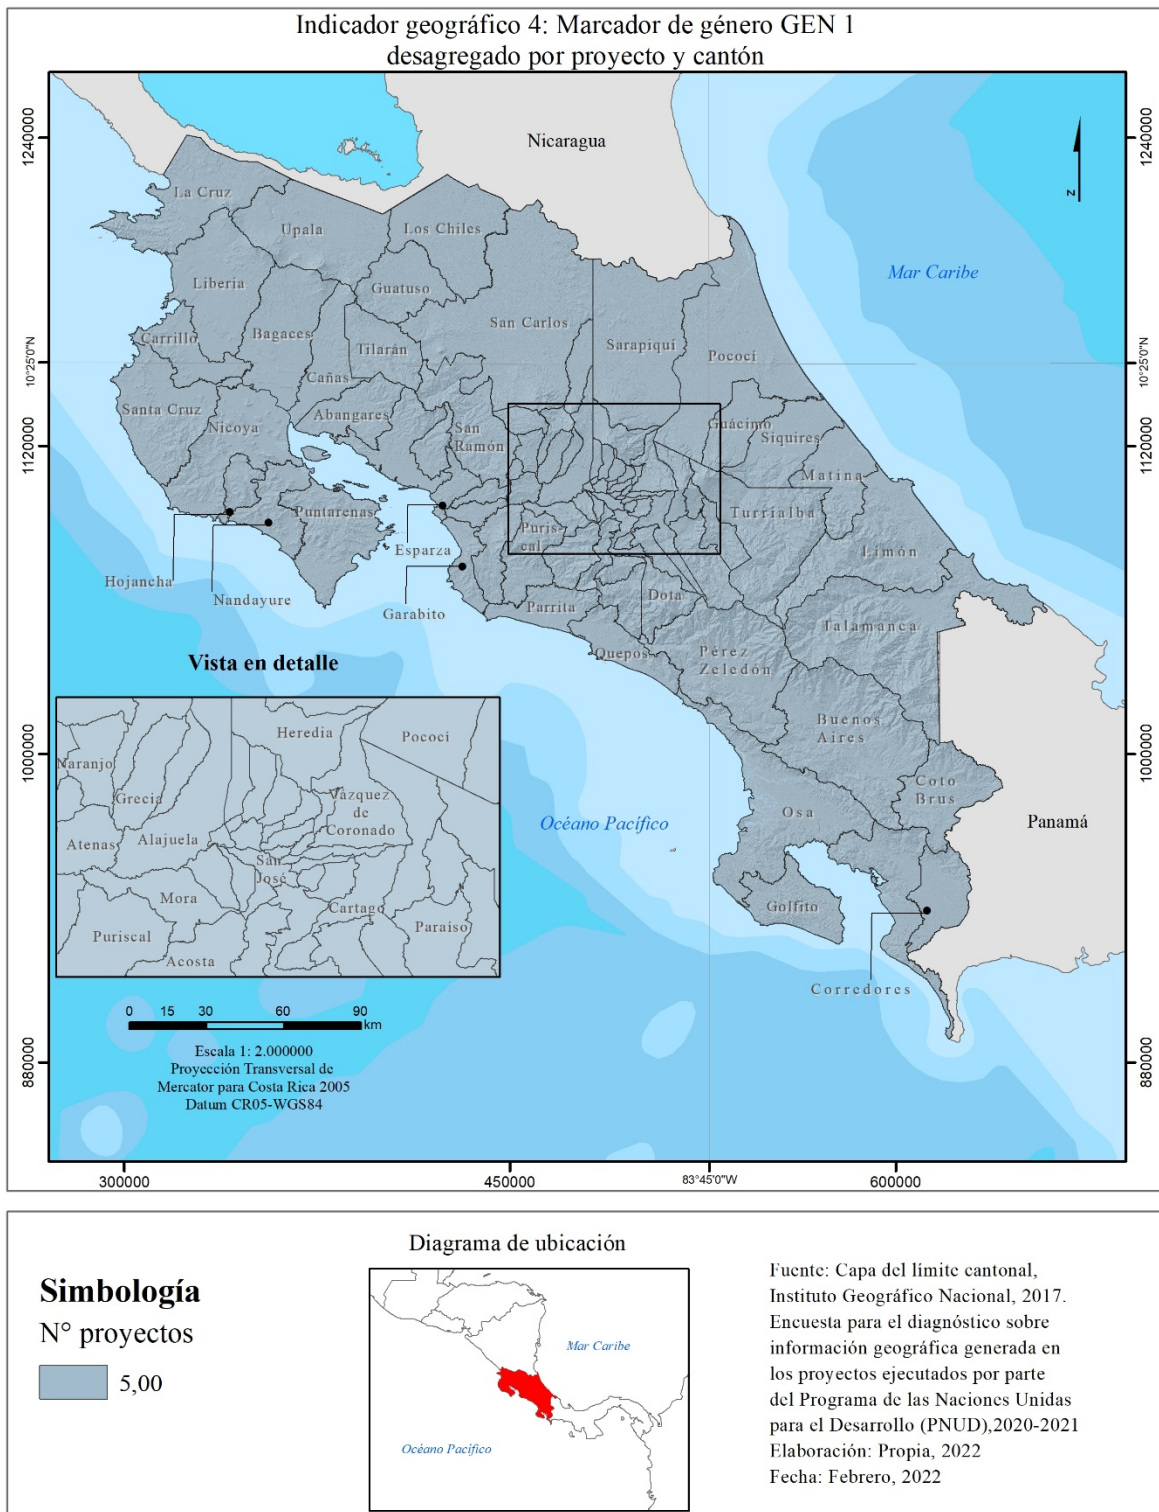 Indicador geográfico 4: Marcador de género GEN 1
desagregado por proyecto y cantón
1240000
1240000
10°25'0"N
10°25'0"N
1120000
1120000
1000000
1000000
880000
880000
Nicaragua
Mar Caribe
z
La Cruz
Upala
Los Chiles
Liberia
Guatuso
San Carlos
Carrillo
Bagaces
Tilarán
Sarapiquí
Pococí
Cañas
Santa Cruz
Nicoya
Abangares
San
Ramón
Guácimo
Siquires
Matina
Turrialba
Puntarenas
Puris-
cal
Limón
Esparza
Hojancha
Nandayure
Garabito
Parrita
Dota
Talamanca
Quepos
Pérez
Zeledón
Buenos
Aires
Coto
Brus
Osa
Panamá
Océano Pacífico
Golfito
Corredores
Vista en detalle
Heredia
Pococí
Naranjo
Grecia
Vázquez
de
Coronado
Atenas
Alajuela
San
José
Mora
Cartago
Puriscal
Paraíso
Acosta
0 15 30 60 90
km
Escala 1: 2.000000
Proyección Transversal de
Mercator para Costa Rica 2005
Datum CR05-WGS84
300000
450000
83°45'0"W
600000
Simbología
N° proyectos
5,00
Diagrama de ubicación
Mar Caribe
Océano Pacífico
Fuente: Capa del límite cantonal,
Instituto Geográfico Nacional, 2017.
Encuesta para el diagnóstico sobre
información geográfica generada en
los proyectos ejecutados por parte
del Programa de las Naciones Unidas
para el Desarrollo (PNUD),2020-2021
Elaboración: Propia, 2022
Fecha: Febrero, 2022